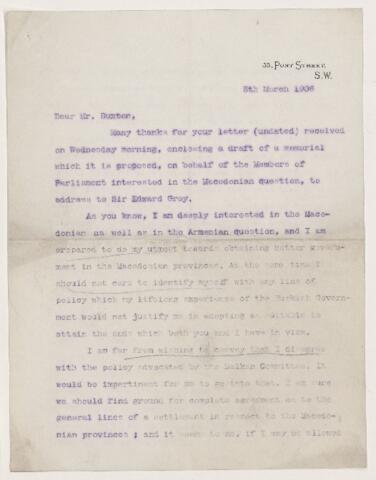 33, PONT STREET,
S.W.
5th March 1906
Dear Mr. Buxton,
Many thanks for your letter (undated) received
on Wednesday morning, enclosing a draft of a memorial
which it is proposed, on behalf of the Members of
Parliament interested in the Macedonian question, to
address to Sir Edward Grey.
As you know, I am deeply interested in the Mace-
donian as well as in the Armenian question, and I am
prepared to do my utmost towards obtaining better govern-
ment in the Macedonian provinces. At the same time I
should not care to identify myself with any line of
policy which my lifelong experience of the Turkish Govern-
ment would not justify me in adopting as suitable to
attain the ends which both you and I have in view.
I am far from wishing to convey that I disagree
with the policy advocated by the Balkan Committee. It
would be impertinent for me to go into that. I am sure
we should find ground for complete agreement on to the
general lines of a settlement in respect to the Macedo-
nian provinces ; and it seems to me, if I may be allowed